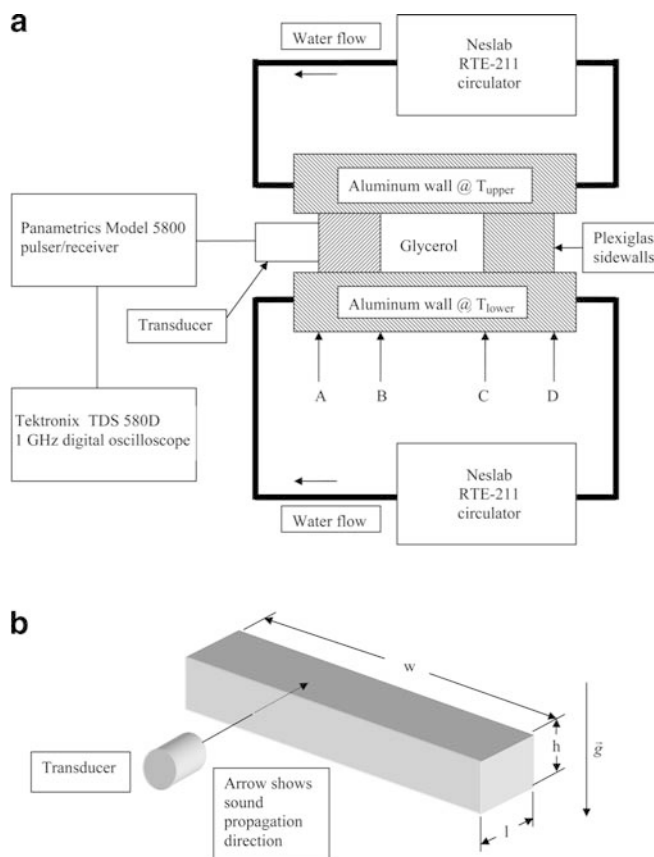 a
Water flow
Neslab
RTE-211
circulator
Aluminum wall @ Tupper
Panametrics Model 5800
pulser/receiver
Glycerol
Plexiglas
sidewalls
Transducer
Aluminum wall @ Tlower
A
B
C
D
Tektronix TDS 580D
1 GHz digital oscilloscope
Neslab
RTE-211
circulator
Water flow
b
w
h
g
Transducer
Arrow shows
sound
propagation
direction
l